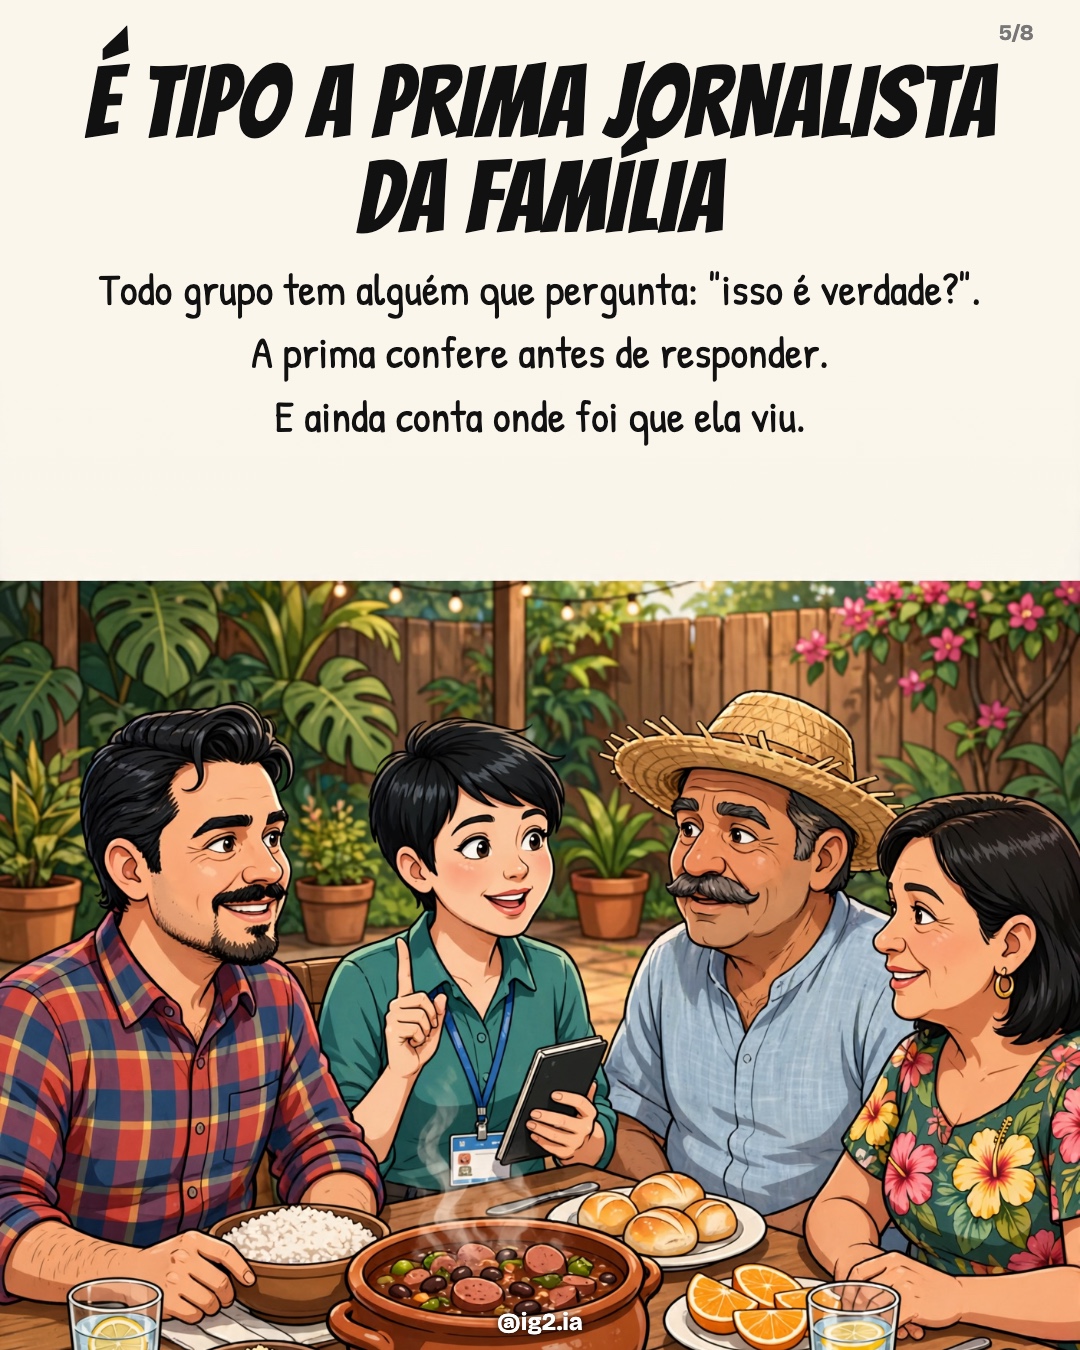 5/8
É TIPO A PRIMA JORNALISTA
DA FAMÍLIA
Todo grupo tem alguém que pergunta: "isso é verdade?".
A prima confere antes de responder.
E ainda conta onde foi que ela viu.
@ig2.ia